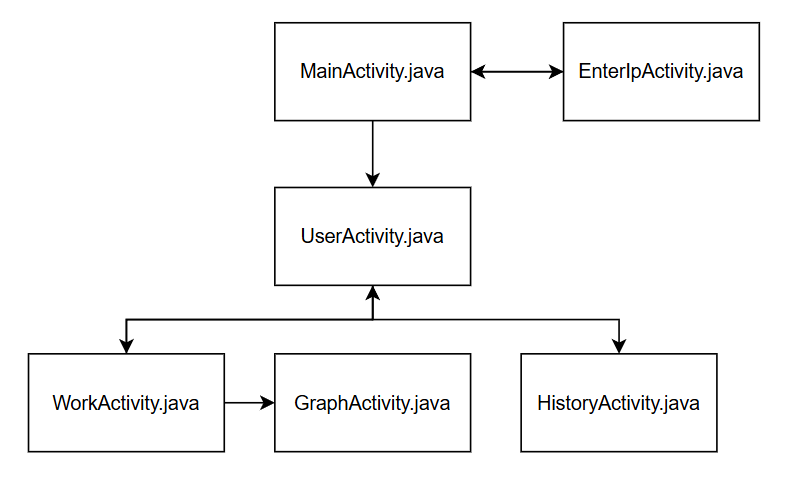 MainActivity.java
EnterIpActivity.java
UserActivity.java
WorkActivity.java
GraphActivity.java
HistoryActivity.java